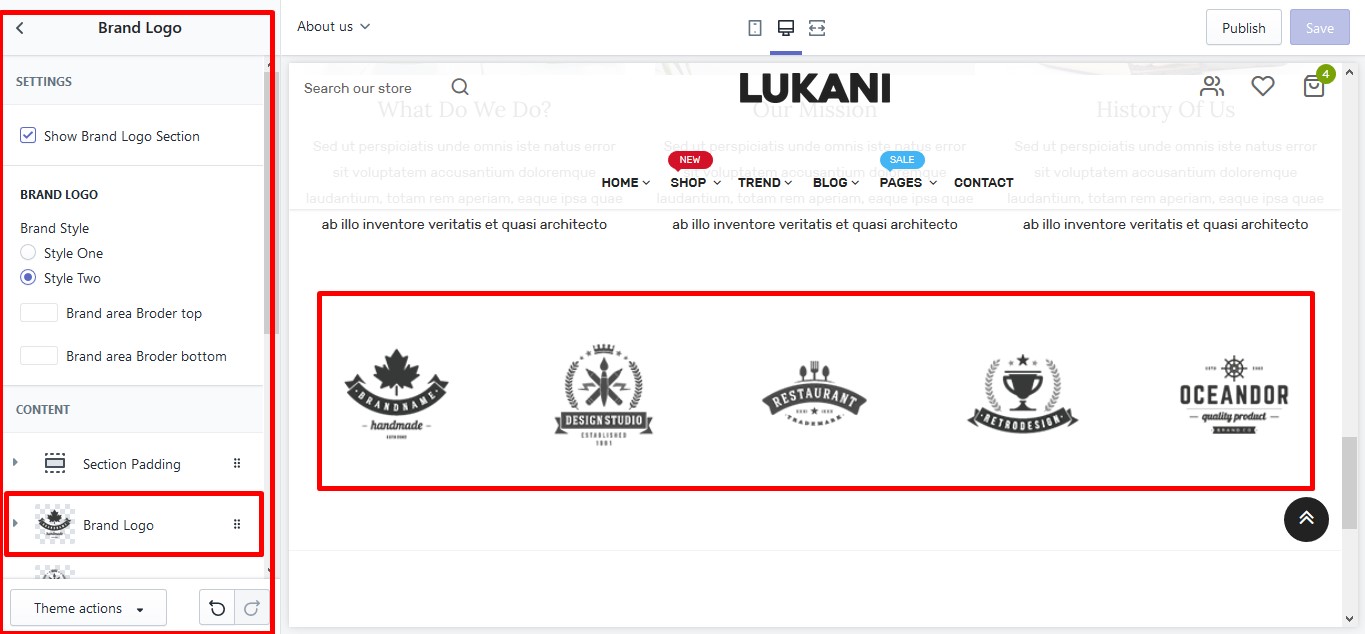 Brand Logo
SETTINGS
Show Brand Logo Section
BRAND LOGO
Brand Style
Style One
Style Two
Brand area Broder top
Brand area Broder bottom
CONTENT
Section Padding
Brand Logo
Theme actions
About us
Publish
Save
Search our store
LUKANI
4
What Do We Do?
Our Mission
History Of Us
Sed ut perspiciatis unde omnis iste natus error
Sed ut perspiciatis unde omnis iste natus error
Sed ut perspiciatis unde omnis iste natus error
NEW
SALE
sit voluptatem accusantium doloremque
sit voluptatem accusantium doloremque
sit voluptatem accusantium doloremque
HOME
SHOP
TREND
BLOG
PAGES
CONTACT
laudantium, totam rem aperiam, eaque ipsa quae
laudantium, totam rem aperiam, eaque ipsa quae
laudantium, totam rem aperiam, eaque ipsa quae
ab illo inventore veritatis et quasi architecto
ab illo inventore veritatis et quasi architecto
ab illo inventore veritatis et quasi architecto
BRANDNAME
handmade
DESIGN STUDIO
ESTABLISHED
1981
RESTAURANT
TRADEMARK
RETRODESIGN
OCEANDOR
quality product